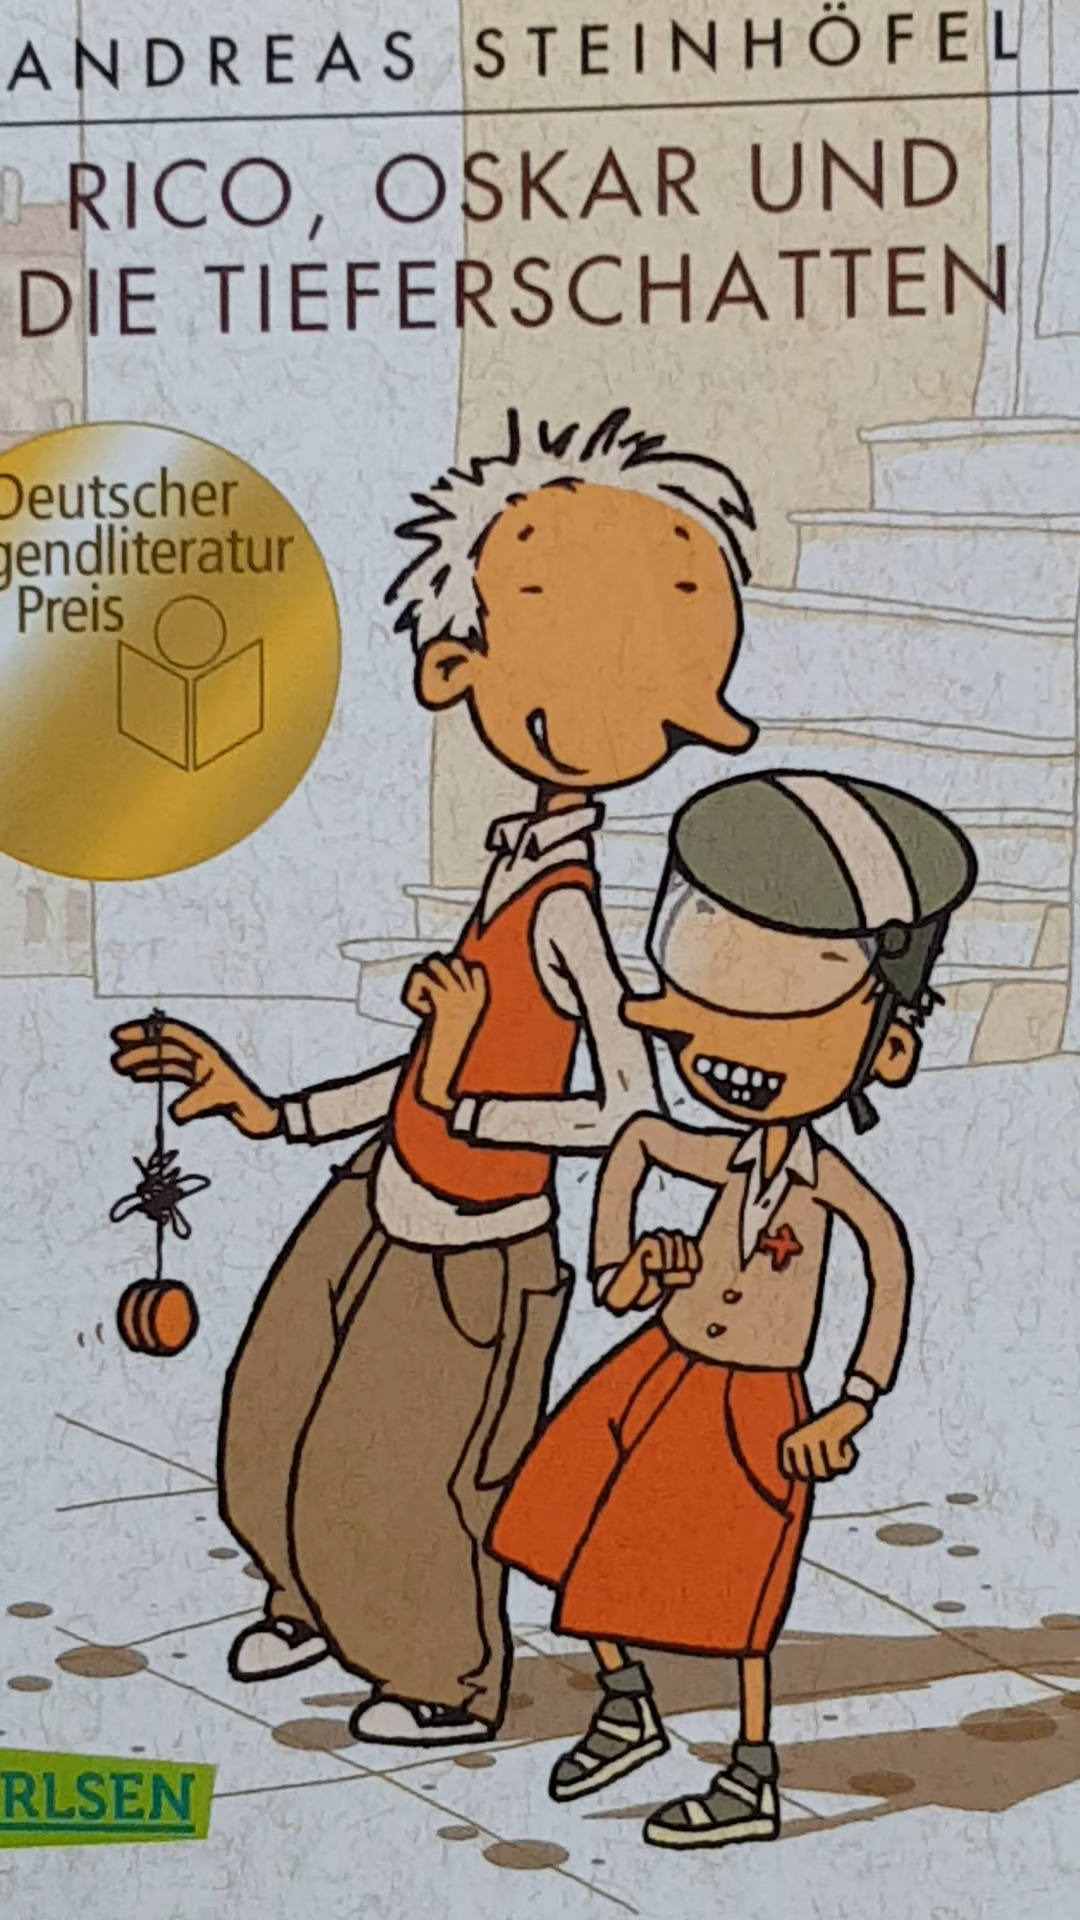 ANDREAS STEINHÖFEL
RICO, OSKAR UND
DIE TIEFERSCHATTEN
Deutscher
gendliteratur
Preis
RLSEN